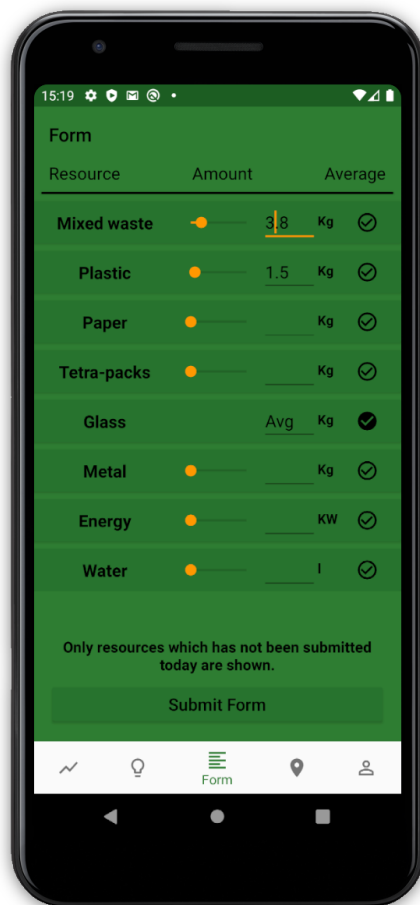 15:19
Form
Resource Amount Average
Mixed waste 3.8 Kg
Plastic 1.5 Kg
Paper Kg
Tetra-packs Kg
Glass Avg Kg
Metal Kg
Energy KW
Water l
Only resources which has not been submitted
today are shown.
Submit Form
Form